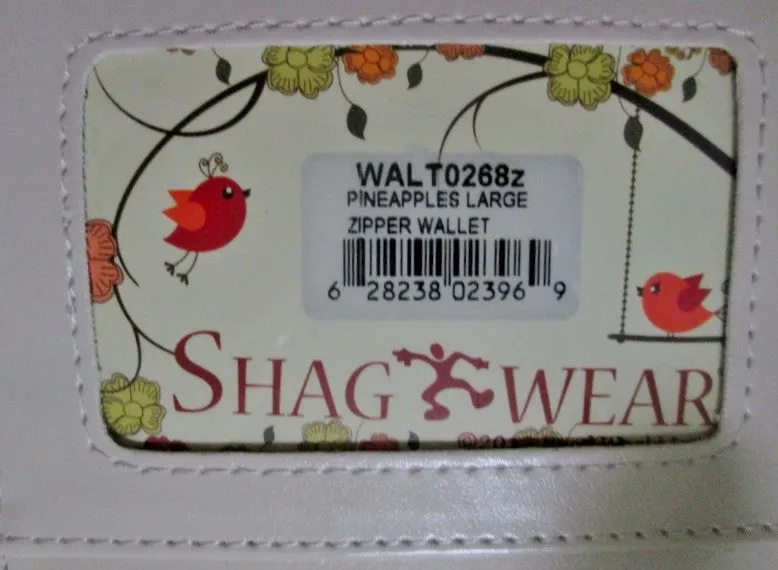 WALT0268z
PINEAPPLES LARGE
ZIPPER WALLET
6 28238 02396 9
SHAG WEAR